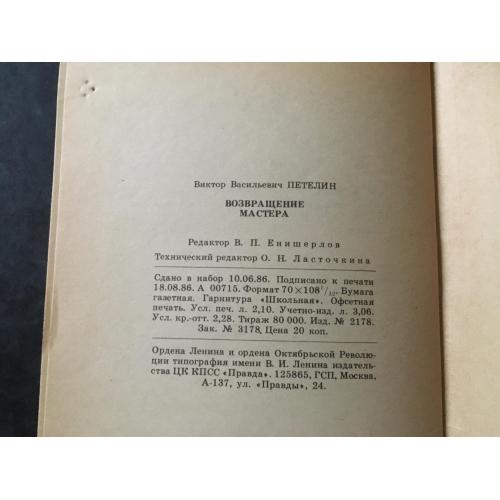 Виктор Васильевич ПЕТЕЛИН
ВОЗВРАЩЕНИЕ
МАСТЕРА
Редактор В. П. Енишерлов
Технический редактор О. Н. Ласточкина
Сдано в набор 10.06.86. Подписано к печати
18.08.86. А 00715. Формат 70×108¹/₃₂. Бумага
газетная. Гарнитура «Школьная». Офсетная
печать. Усл. печ. л. 2,10. Учетно-изд. л. 3,06.
Усл. кр.-отт. 2,28. Тираж 80 000. Изд. № 2178.
Зак. № 3178. Цена 20 коп.
Ордена Ленина и ордена Октябрьской Револю-
ции типография имени В. И. Ленина издатель-
ства ЦК КПСС «Правда». 125865, ГСП, Москва,
А-137, ул. «Правды», 24.